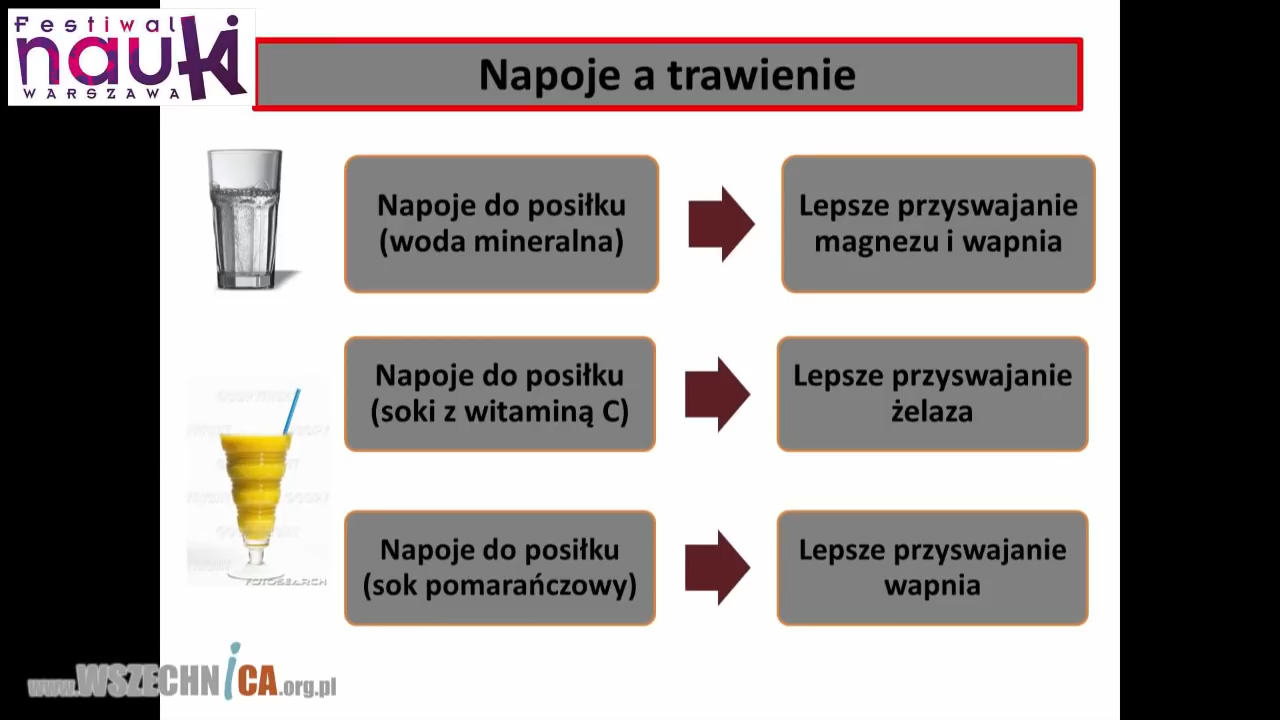 Festiwal
nauki
WARSZAWA
Napoje a trawienie
Napoje do posiłku
(woda mineralna)
Lepsze przyswajanie
magnezu i wapnia
Napoje do posiłku
(soki z witaminą C)
Lepsze przyswajanie
żelaza
Napoje do posiłku
(sok pomarańczowy)
Lepsze przyswajanie
wapnia
FOTOSEARCH
www.WSZECHNiCA.org.pl